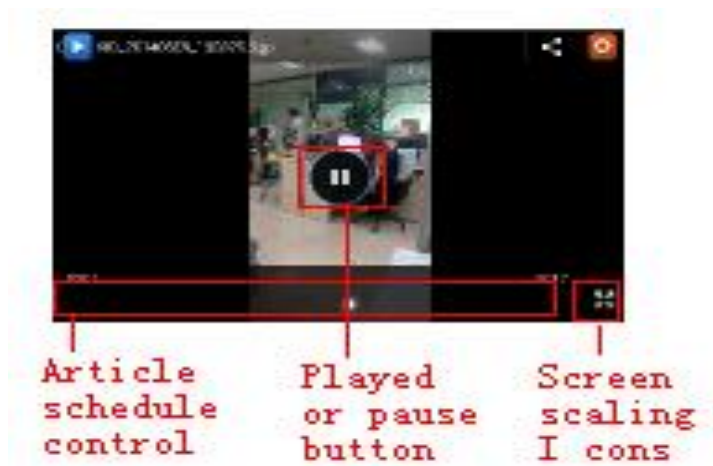 Article
schedule
control
Played
or pause
button
Screen
scaling
I cons